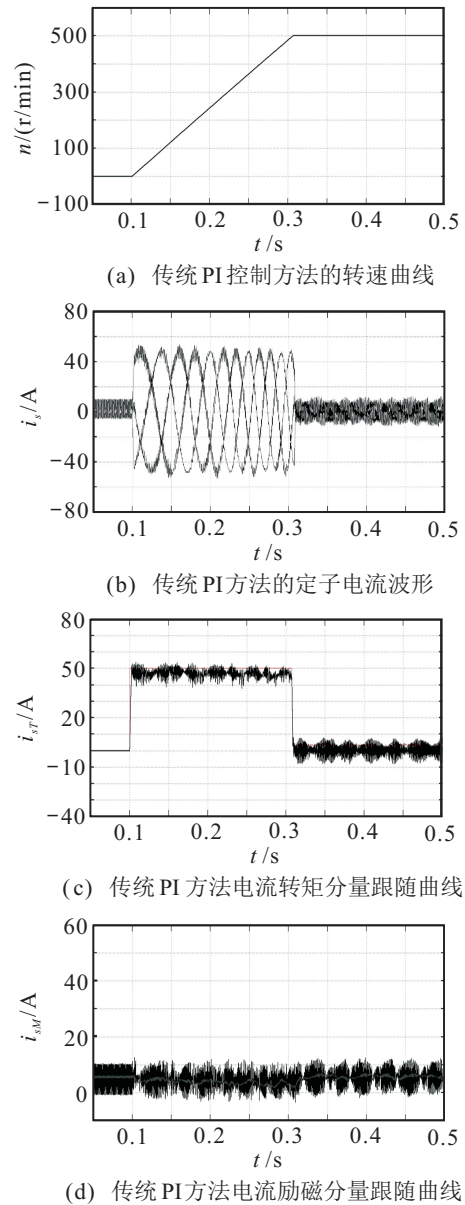 500
300
100
−100
n/(r/min)
0.1 0.2 0.3 0.4 0.5
t/s
(a) 传统PI控制方法的转速曲线
80
40
0
−40
−80
i_s/A
0.1 0.2 0.3 0.4 0.5
t/s
(b) 传统PI方法的定子电流波形
80
50
20
−10
−40
i_{sT}/A
0.1 0.2 0.3 0.4 0.5
t/s
(c) 传统PI方法电流转矩分量跟随曲线
60
40
20
0
i_{sM}/A
0.1 0.2 0.3 0.4 0.5
t/s
(d) 传统PI方法电流励磁分量跟随曲线